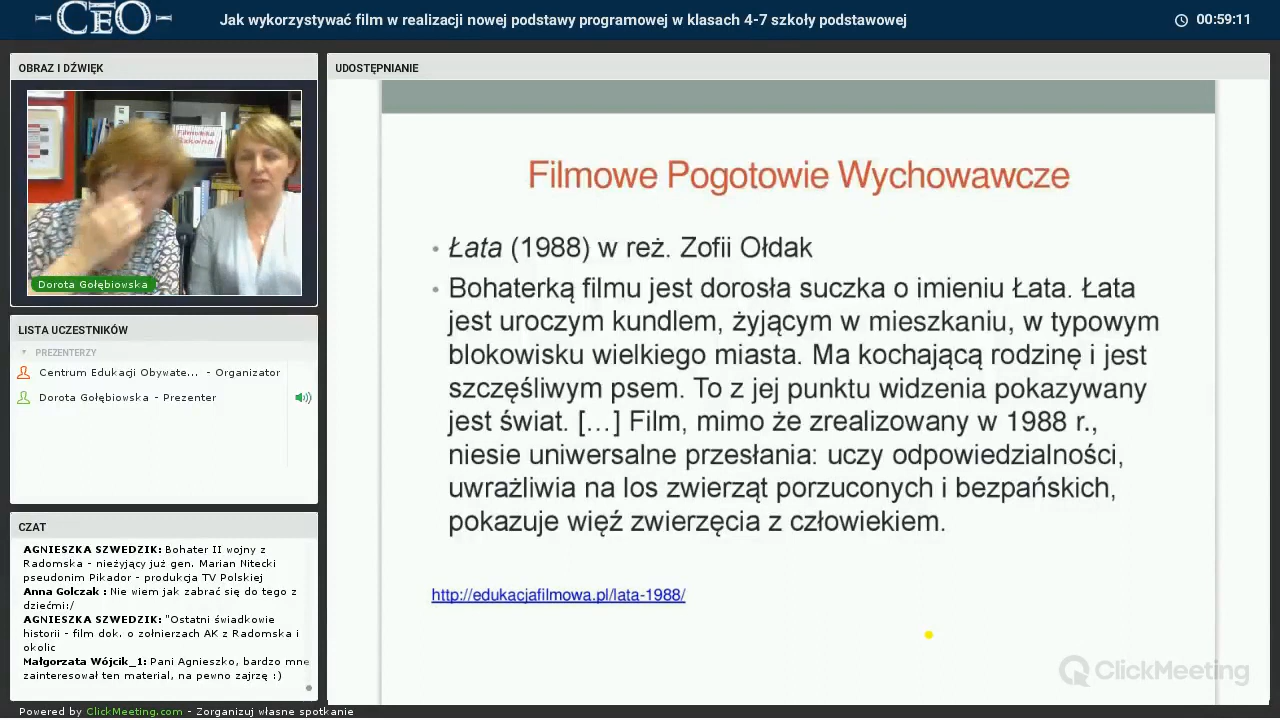 CEO
Jak wykorzystywać film w realizacji nowej podstawy programowej w klasach 4-7 szkoły podstawowej
00:59:11
OBRAZ I DŹWIĘK
Filmoteka
Szkolna
Dorota Gołębiowska
LISTA UCZESTNIKÓW
PREZENTERZY
Centrum Edukacji Obywate... - Organizator
Dorota Gołębiowska - Prezenter
CZAT
AGNIESZKA SZWEDZIK: Bohater II wojny z
Radomska - nieżyjący już gen. Marian Nitecki
pseudonim Pikador - produkcja TV Polskiej
Anna Golczak : Nie wiem jak zabrać się do tego z
dziećmi:/
AGNIESZKA SZWEDZIK: "Ostatni świadkowie
historii - film dok. o zołnierzach AK z Radomska i
okolic
Małgorzata Wójcik_1: Pani Agnieszko, bardzo mne
zainteresował ten material, na pewno zajrzę :)
Powered by ClickMeeting.com - Zorganizuj własne spotkanie
UDOSTĘPNIANIE
Filmowe Pogotowie Wychowawcze
• Łata (1988) w reż. Zofii Ołdak
• Bohaterką filmu jest dorosła suczka o imieniu Łata. Łata
jest uroczym kundlem, żyjącym w mieszkaniu, w typowym
blokowisku wielkiego miasta. Ma kochającą rodzinę i jest
szczęśliwym psem. To z jej punktu widzenia pokazywany
jest świat. […] Film, mimo że zrealizowany w 1988 r.,
niesie uniwersalne przesłania: uczy odpowiedzialności,
uwrażliwia na los zwierząt porzuconych i bezpańskich,
pokazuje więź zwierzęcia z człowiekiem.
http://edukacjafilmowa.pl/lata-1988/
ClickMeeting